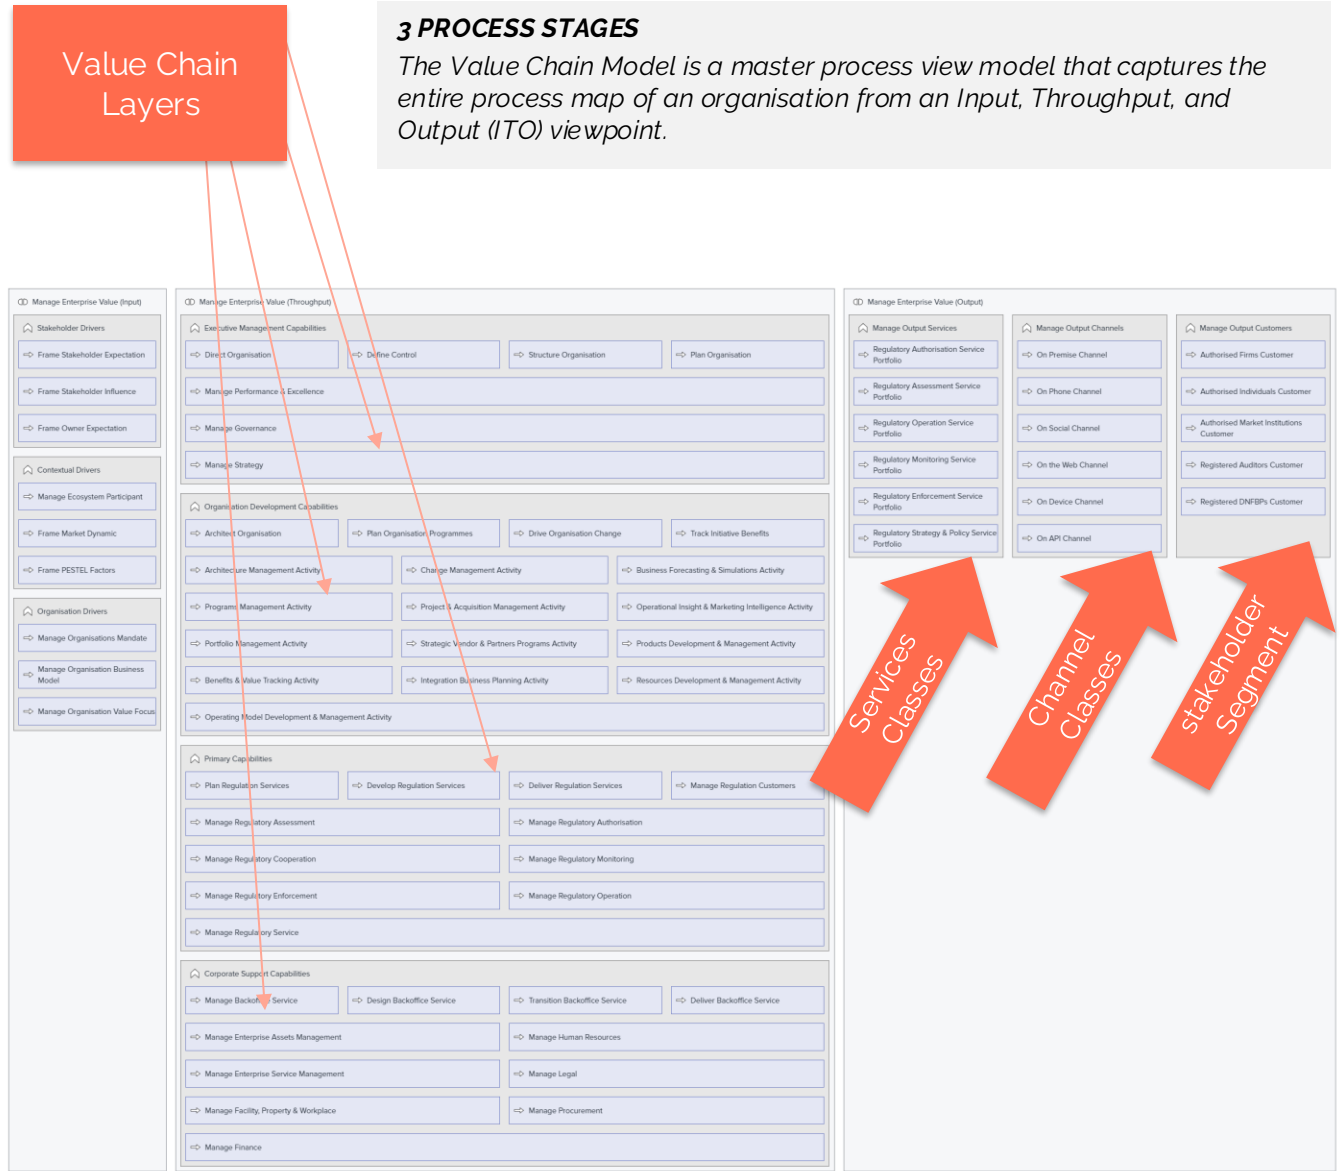 Value Chain
Layers
3 PROCESS STAGES
The Value Chain Model is a master process view model that captures the
entire process map of an organisation from an Input, Throughput, and
Output (ITO) viewpoint.
Manage Enterprise Value (Input)
Stakeholder Drivers
Frame Stakeholder Expectation
Frame Stakeholder Influence
Frame Owner Expectation
Contextual Drivers
Manage Ecosystem Participant
Frame Market Dynamic
Frame PESTEL Factors
Organisation Drivers
Manage Organisations Mandate
Manage Organisation Business
Model
Manage Organisation Value Focus
Manage Enterprise Value (Throughput)
Executive Management Capabilities
Direct Organisation
Define Control
Structure Organisation
Plan Organisation
Manage Performance & Excellence
Manage Governance
Manage Strategy
Organisation Development Capabilities
Architect Organisation
Plan Organisation Programmes
Drive Organisation Change
Track Initiative Benefits
Architecture Management Activity
Change Management Activity
Business Forecasting & Simulations Activity
Programs Management Activity
Project & Acquisition Management Activity
Operational Insight & Marketing Intelligence Activity
Portfolio Management Activity
Strategic Vendor & Partners Programs Activity
Products Development & Management Activity
Benefits & Value Tracking Activity
Integration Business Planning Activity
Resources Development & Management Activity
Operating Model Development & Management Activity
Primary Capabilities
Plan Regulation Services
Develop Regulation Services
Deliver Regulation Services
Manage Regulation Customers
Manage Regulatory Assessment
Manage Regulatory Authorisation
Manage Regulatory Cooperation
Manage Regulatory Monitoring
Manage Regulatory Enforcement
Manage Regulatory Operation
Manage Regulatory Service
Corporate Support Capabilities
Manage Backoffice Service
Design Backoffice Service
Transition Backoffice Service
Deliver Backoffice Service
Manage Enterprise Assets Management
Manage Human Resources
Manage Enterprise Service Management
Manage Legal
Manage Facility, Property & Workplace
Manage Procurement
Manage Finance
Manage Enterprise Value (Output)
Manage Output Services
Regulatory Authorisation Service
Portfolio
Regulatory Assessment Service
Portfolio
Regulatory Operation Service
Portfolio
Regulatory Monitoring Service
Portfolio
Regulatory Enforcement Service
Portfolio
Regulatory Strategy & Policy Service
Portfolio
Manage Output Channels
On Premise Channel
On Phone Channel
On Social Channel
On the Web Channel
On Device Channel
On API Channel
Manage Output Customers
Authorised Firms Customer
Authorised Individuals Customer
Authorised Market Institutions
Customer
Registered Auditors Customer
Registered DNFBPs Customer
Services
Classes
Channel
Classes
stakeholder
Segment